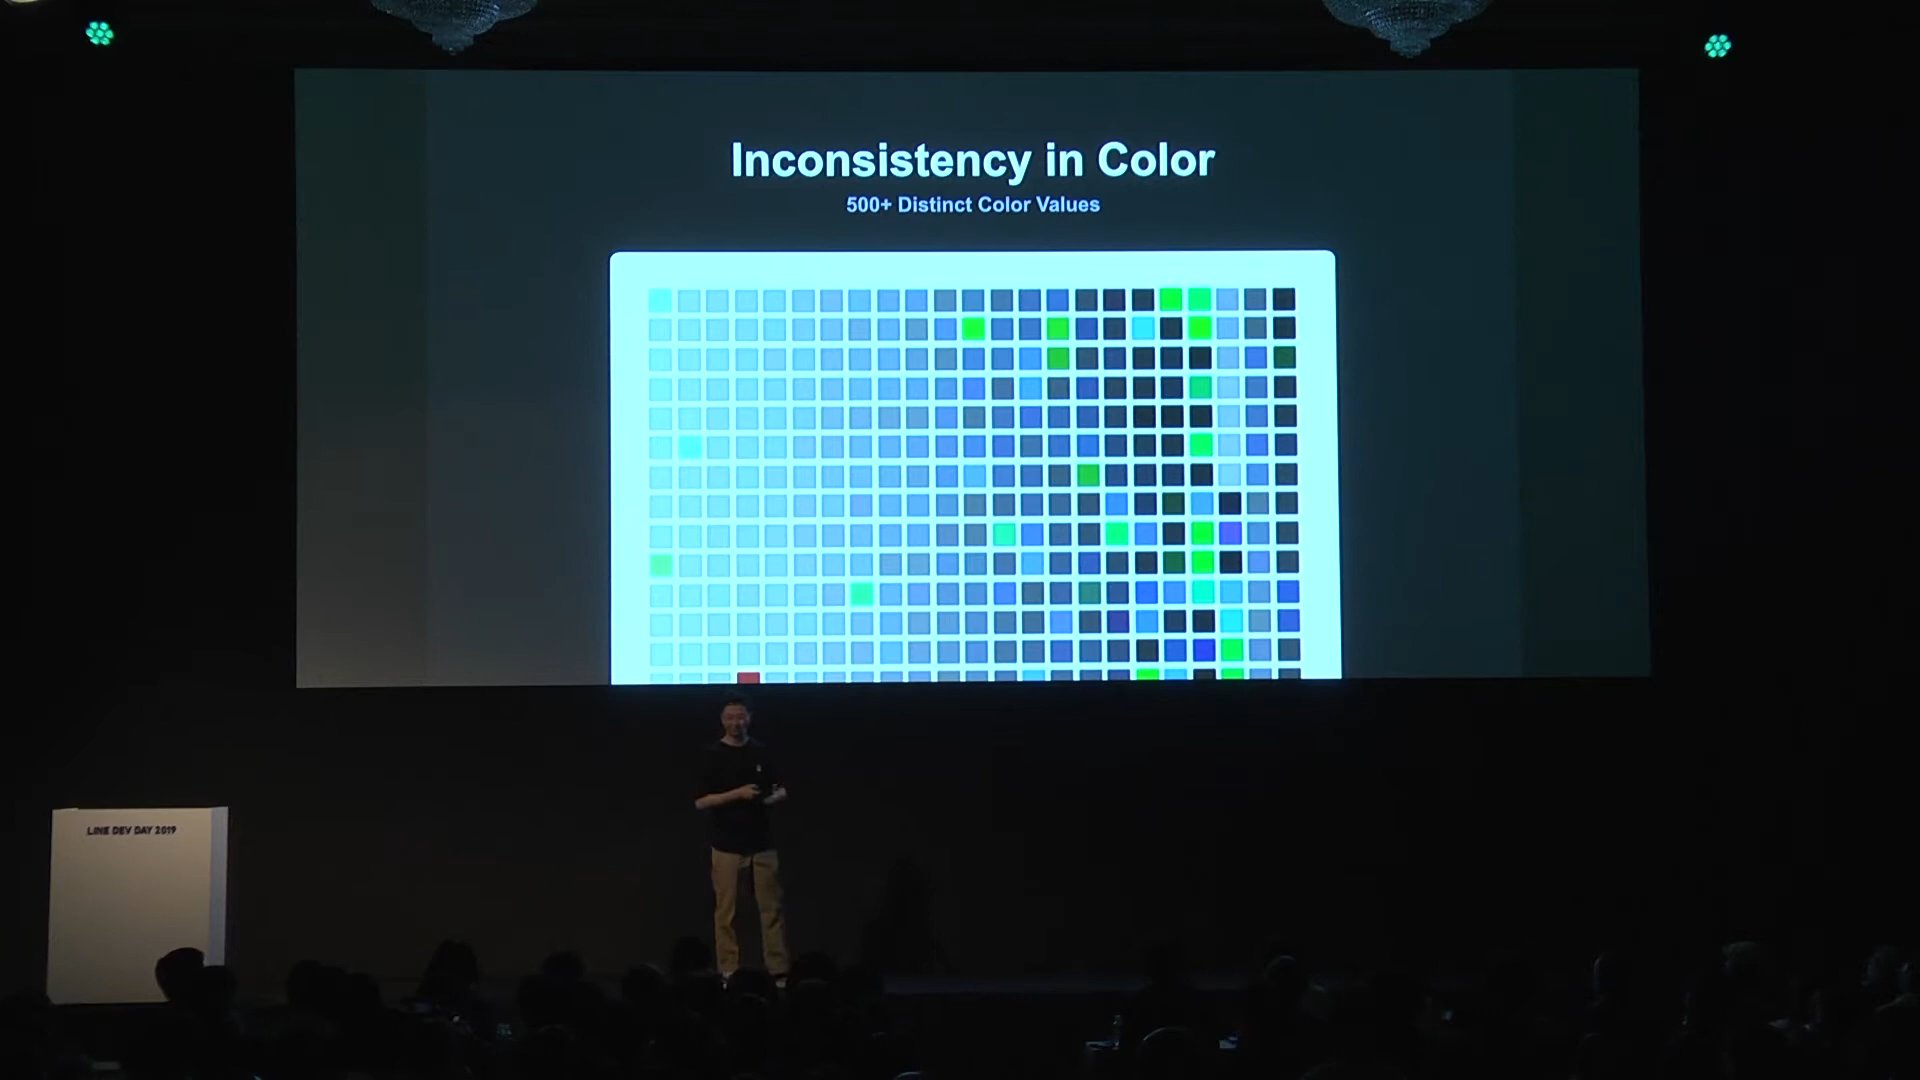 Inconsistency in Color
500+ Distinct Color Values
LINE DEV DAY 2019